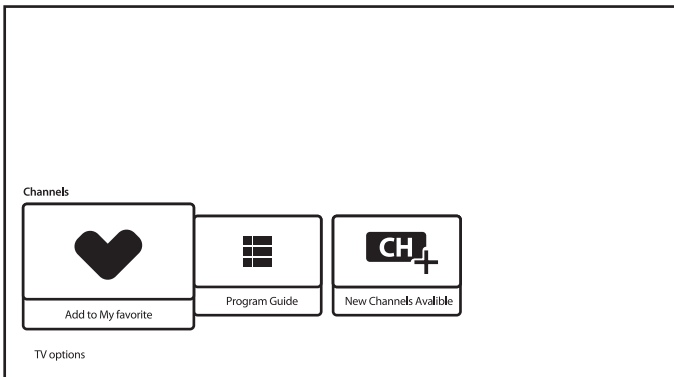 Channels
CH
Add to My favorite
Program Guide
New Channels Avalible
TV options